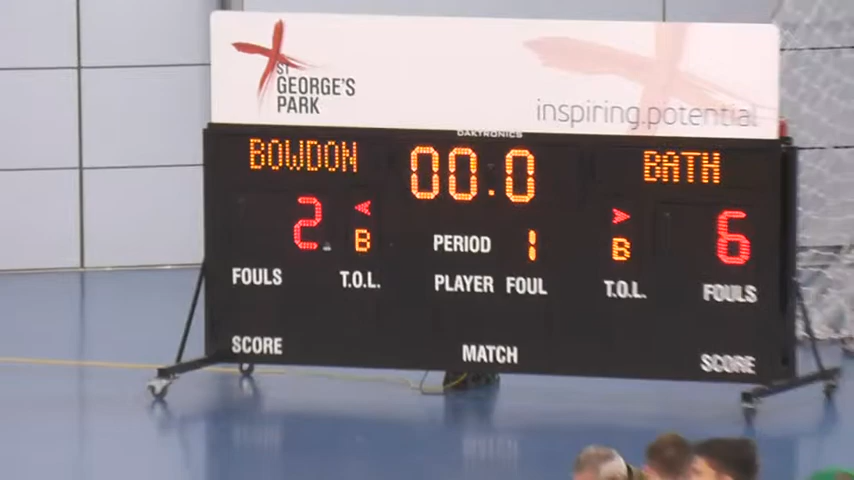 ST
GEORGE'S
PARK
inspiring.potential
DAKTRONICS
BOWDON 00.0 BATH
2 < > 6
B PERIOD 1 B
FOULS T.O.L. PLAYER FOUL T.O.L. FOULS
SCORE MATCH SCORE